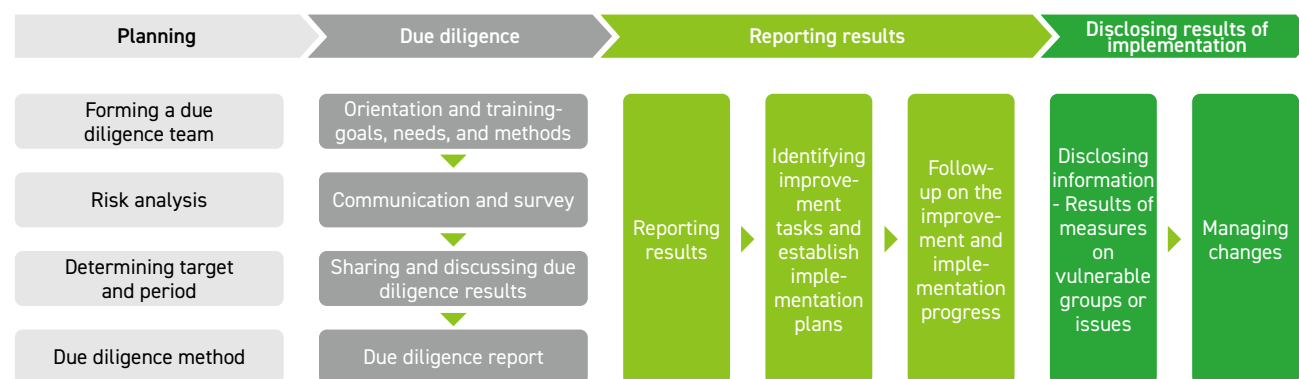 Planning
Due diligence
Reporting results
Disclosing results of
implementation
Forming a due
diligence team
Risk analysis
Determining target
and period
Due diligence method
Orientation and training-
goals, needs, and methods
Communication and survey
Sharing and discussing due
diligence results
Due diligence report
Reporting
results
Identifying
improve-
ment
tasks and
establish
imple-
mentation
plans
Follow-
up on the
improve-
ment and
imple-
mentation
progress
Disclosing
information
- Results of
measures
on
vulnerable
groups or
issues
Managing
changes